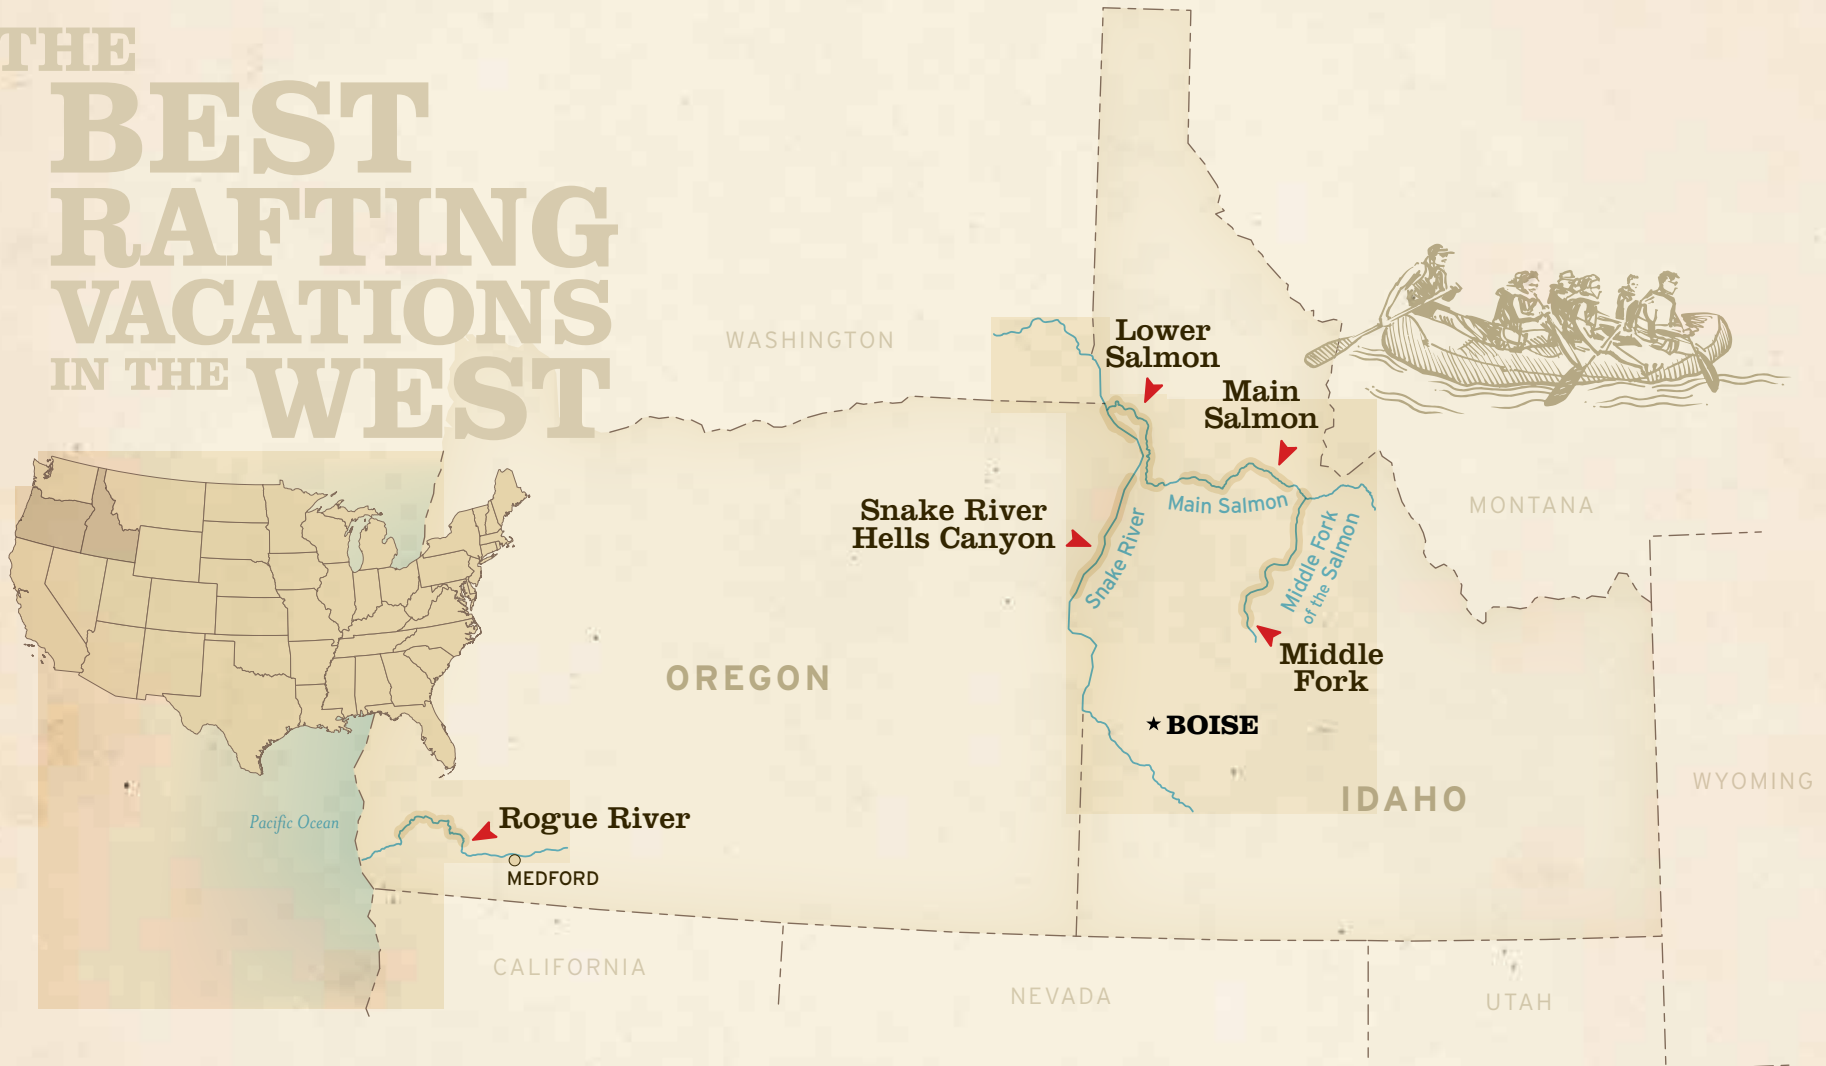 THE
BEST
RAFTING
VACATIONS
IN THE WEST
WASHINGTON
Lower
Salmon
Main
Salmon
Snake River
Hells Canyon
Main Salmon
Snake River
Middle Fork
of the Salmon
MONTANA
Middle
Fork
OREGON
BOISE
IDAHO
WYOMING
Pacific Ocean
Rogue River
MEDFORD
CALIFORNIA
NEVADA
UTAH